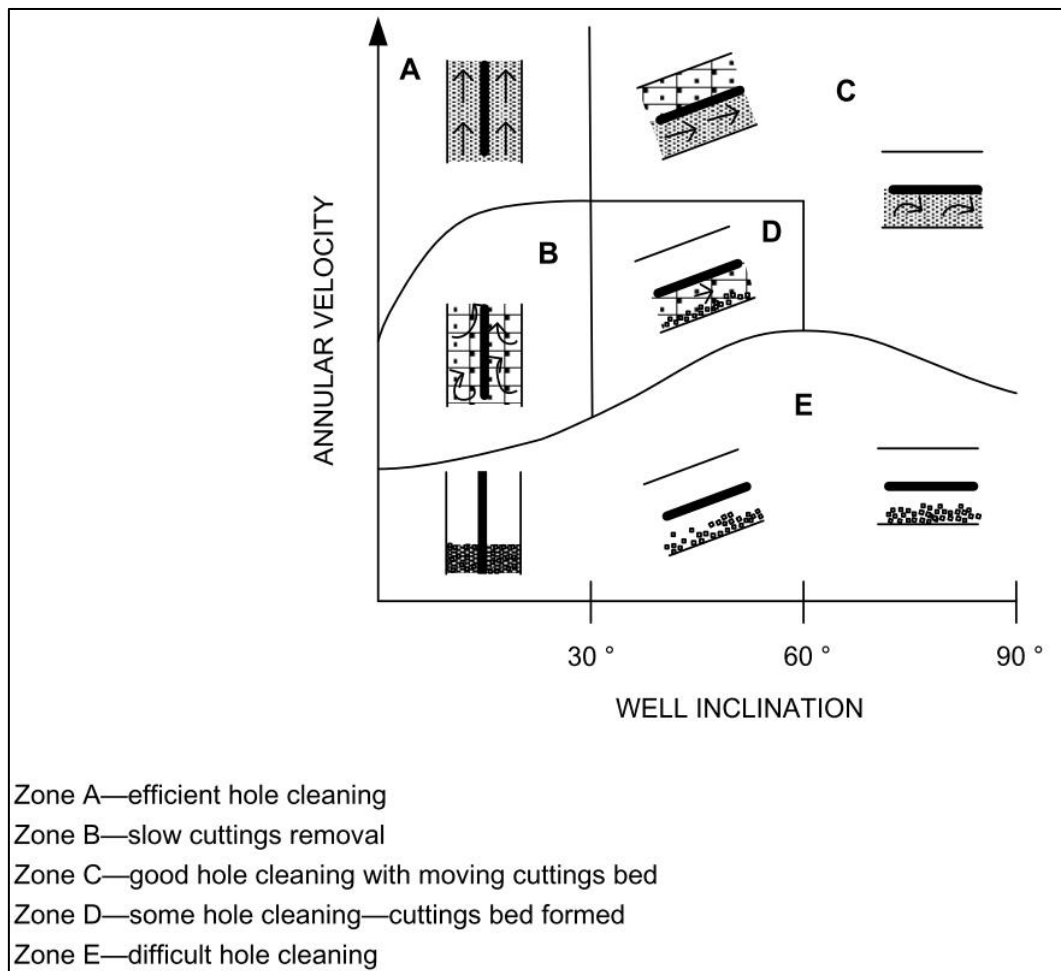 A
C
D
B
ANNULAR VELOCITY
E
30 °
60 °
90 °
WELL INCLINATION
Zone A—efficient hole cleaning
Zone B—slow cuttings removal
Zone C—good hole cleaning with moving cuttings bed
Zone D—some hole cleaning—cuttings bed formed
Zone E—difficult hole cleaning